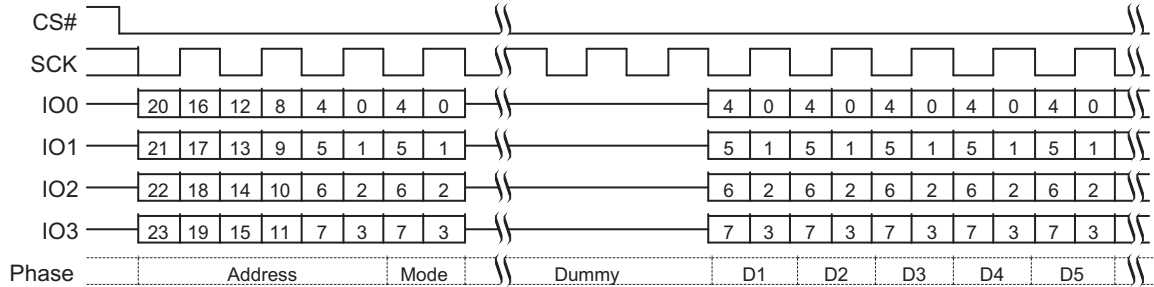 CS#
SCK
IO0 20 16 12 8 4 0 4 0 4 0 4 0 4 0 4 0 4 0
IO1 21 17 13 9 5 1 5 1 5 1 5 1 5 1 5 1 5 1
IO2 22 18 14 10 6 2 6 2 6 2 6 2 6 2 6 2 6 2
IO3 23 19 15 11 7 3 7 3 7 3 7 3 7 3 7 3 7 3
Phase Address Mode Dummy D1 D2 D3 D4 D5